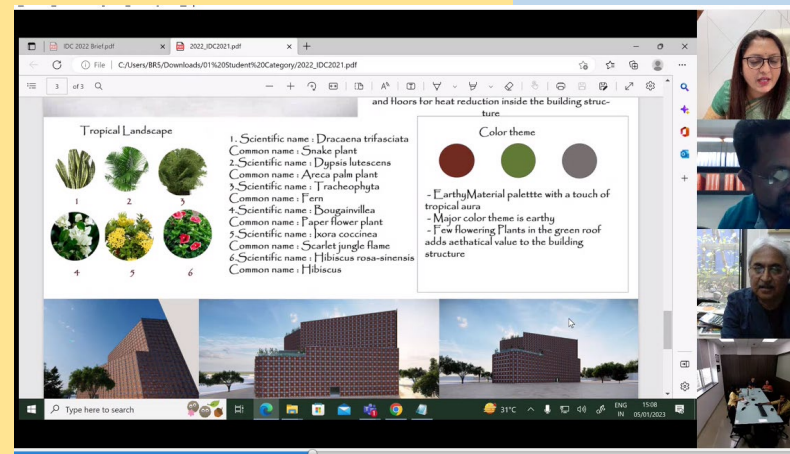 IDC 2022 Brief.pdf
2022_IDC2021.pdf
File
C:/Users/BRS/Downloads/01%20Student%20Category/2022_IDC2021.pdf
3 of 3
and floors for heat reduction inside the building struc-
ture
Tropical Landscape
1
2
3
4
5
6
1. Scientific name : Dracaena trifasciata
Common name : Snake plant
2.Scientific name : Dypsis lutescens
Common name : Areca palm plant
3.Scientific name : Tracheophyta
Common name : Fern
4.Scientific name : Bougainvillea
Common name : Paper flower plant
5.Scientific name : Ixora coccinea
Common name : Scarlet jungle flame
6.Scientific name : Hibiscus rosa-sinensis
Common name : Hibiscus
Color theme
- EarthyMaterial palettte with a touch of
tropical aura
- Major color theme is earthy
- Few flowering Plants in the green roof
adds aethatical value to the building
structure
Type here to search
31°C
ENG
IN
15:08
05/01/2023